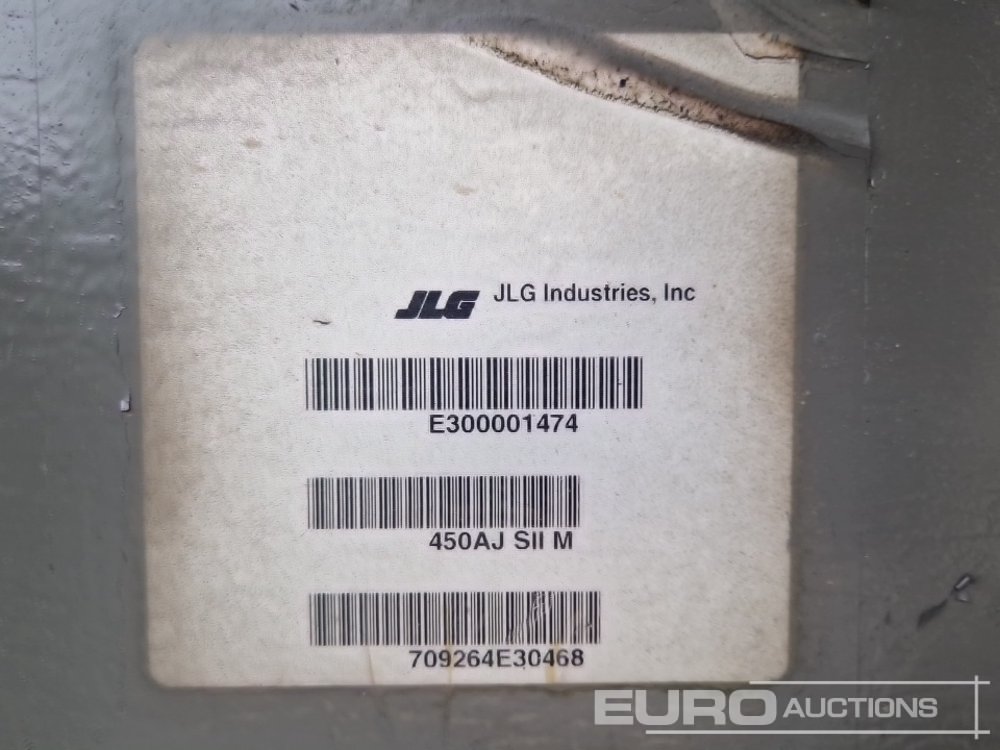 JLG JLG Industries, Inc
E300001474
450AJ SII M
709264E30468
EURO AUCTIONS